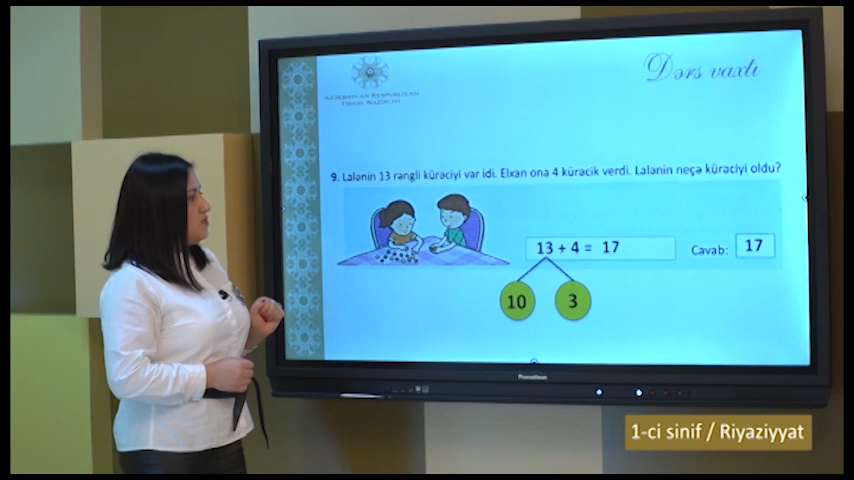 Dərs vaxtı
AZƏRBAYCAN RESPUBLİKASI
TƏHSİL NAZİRLİYİ
9. Lalənin 13 rəngli kürəciyi var idi. Elxan ona 4 kürəcik verdi. Lalənin neçə kürəciyi oldu?
13 + 4 = 17
Cavab: 17
10 3
Promethean
1-ci sinif / Riyaziyyat